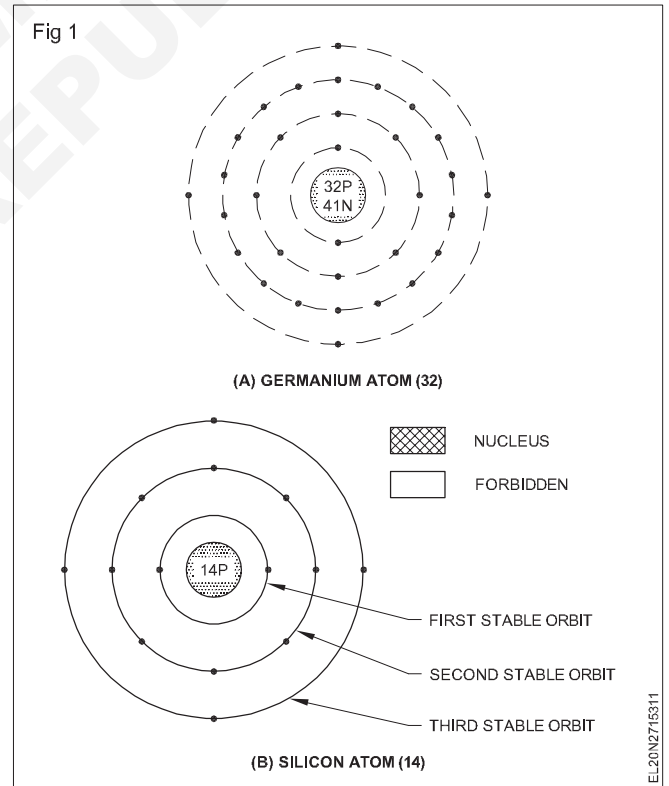 Fig 1
32P
41N
(A) GERMANIUM ATOM (32)
NUCLEUS
FORBIDDEN
14P
FIRST STABLE ORBIT
SECOND STABLE ORBIT
THIRD STABLE ORBIT
(B) SILICON ATOM (14)
EL20N2715311